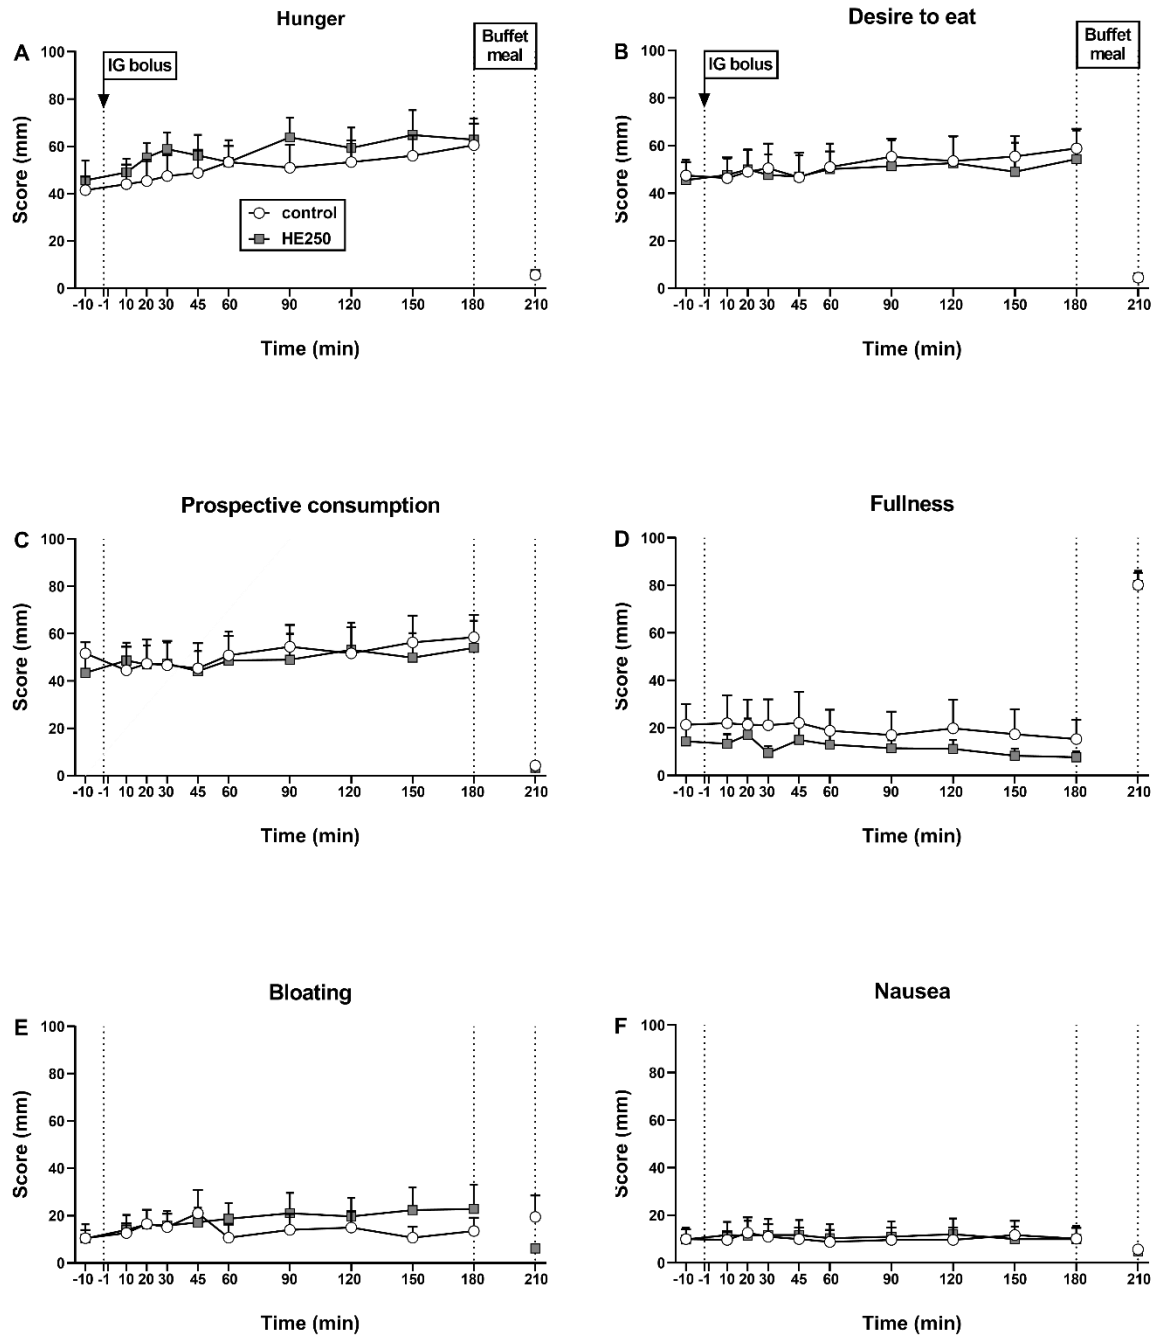 Hunger
A
Score (mm)
100
80
60
40
20
0
IG bolus
Buffet
meal
control
HE250
-10 -1 10 20 30 45 60 90 120 150 180 210
Time (min)
Desire to eat
B
Score (mm)
100
80
60
40
20
0
IG bolus
Buffet
meal
-10 -1 10 20 30 45 60 90 120 150 180 210
Time (min)
Prospective consumption
C
Score (mm)
100
80
60
40
20
0
-10 -1 10 20 30 45 60 90 120 150 180 210
Time (min)
Fullness
D
Score (mm)
100
80
60
40
20
0
-10 -1 10 20 30 45 60 90 120 150 180 210
Time (min)
Bloating
E
Score (mm)
100
80
60
40
20
0
-10 -1 10 20 30 45 60 90 120 150 180 210
Time (min)
Nausea
F
Score (mm)
100
80
60
40
20
0
-10 -1 10 20 30 45 60 90 120 150 180 210
Time (min)